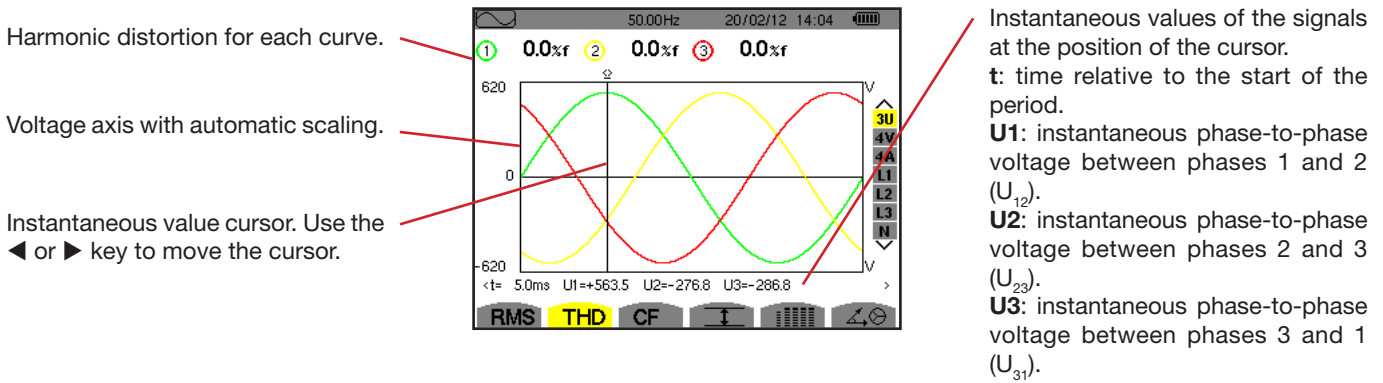 Harmonic distortion for each curve.
Voltage axis with automatic scaling.
Instantaneous value cursor. Use the
◄ or ► key to move the cursor.
50.00Hz 20/02/12 14:04
1 0.0%f 2 0.0%f 3 0.0%f
620 V
3U
4V
4A
0 L1
L2
L3
N
-620 V
<t= 5.0ms U1=+563.5 U2=-276.8 U3=-286.8 >
RMS THD CF
Instantaneous values of the signals
at the position of the cursor.
t: time relative to the start of the
period.
U1: instantaneous phase-to-phase
voltage between phases 1 and 2
(U₁₂).
U2: instantaneous phase-to-phase
voltage between phases 2 and 3
(U₂₃).
U3: instantaneous phase-to-phase
voltage between phases 3 and 1
(U₃₁).